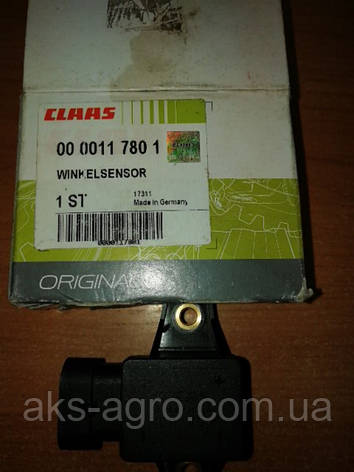 CLAAS
00 0011 780 1
WINKELSENSOR
1 ST
17311
Made in Germany
ORIGINAL
aks-agro.com.ua